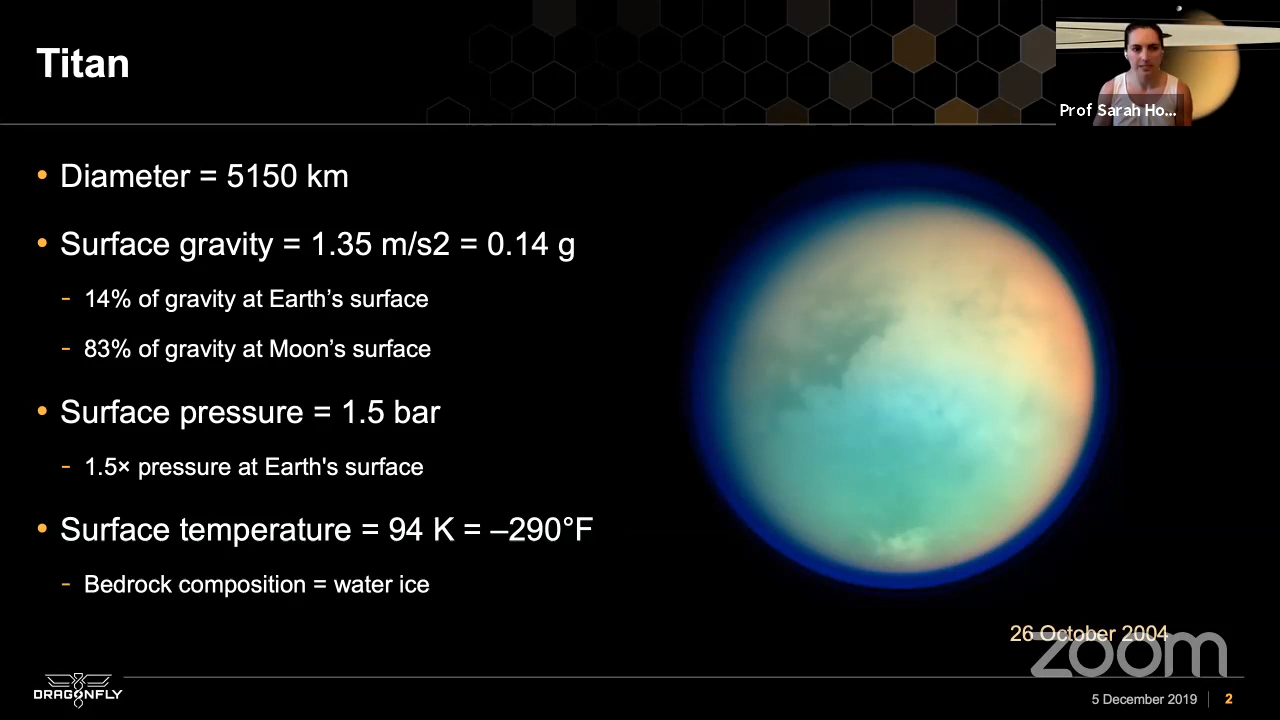 Titan
Prof Sarah Ho...
• Diameter = 5150 km
• Surface gravity = 1.35 m/s2 = 0.14 g
- 14% of gravity at Earth’s surface
- 83% of gravity at Moon’s surface
• Surface pressure = 1.5 bar
- 1.5× pressure at Earth's surface
• Surface temperature = 94 K = –290°F
- Bedrock composition = water ice
26 October 2004
zoom
DRAGONFLY
5 December 2019 | 2